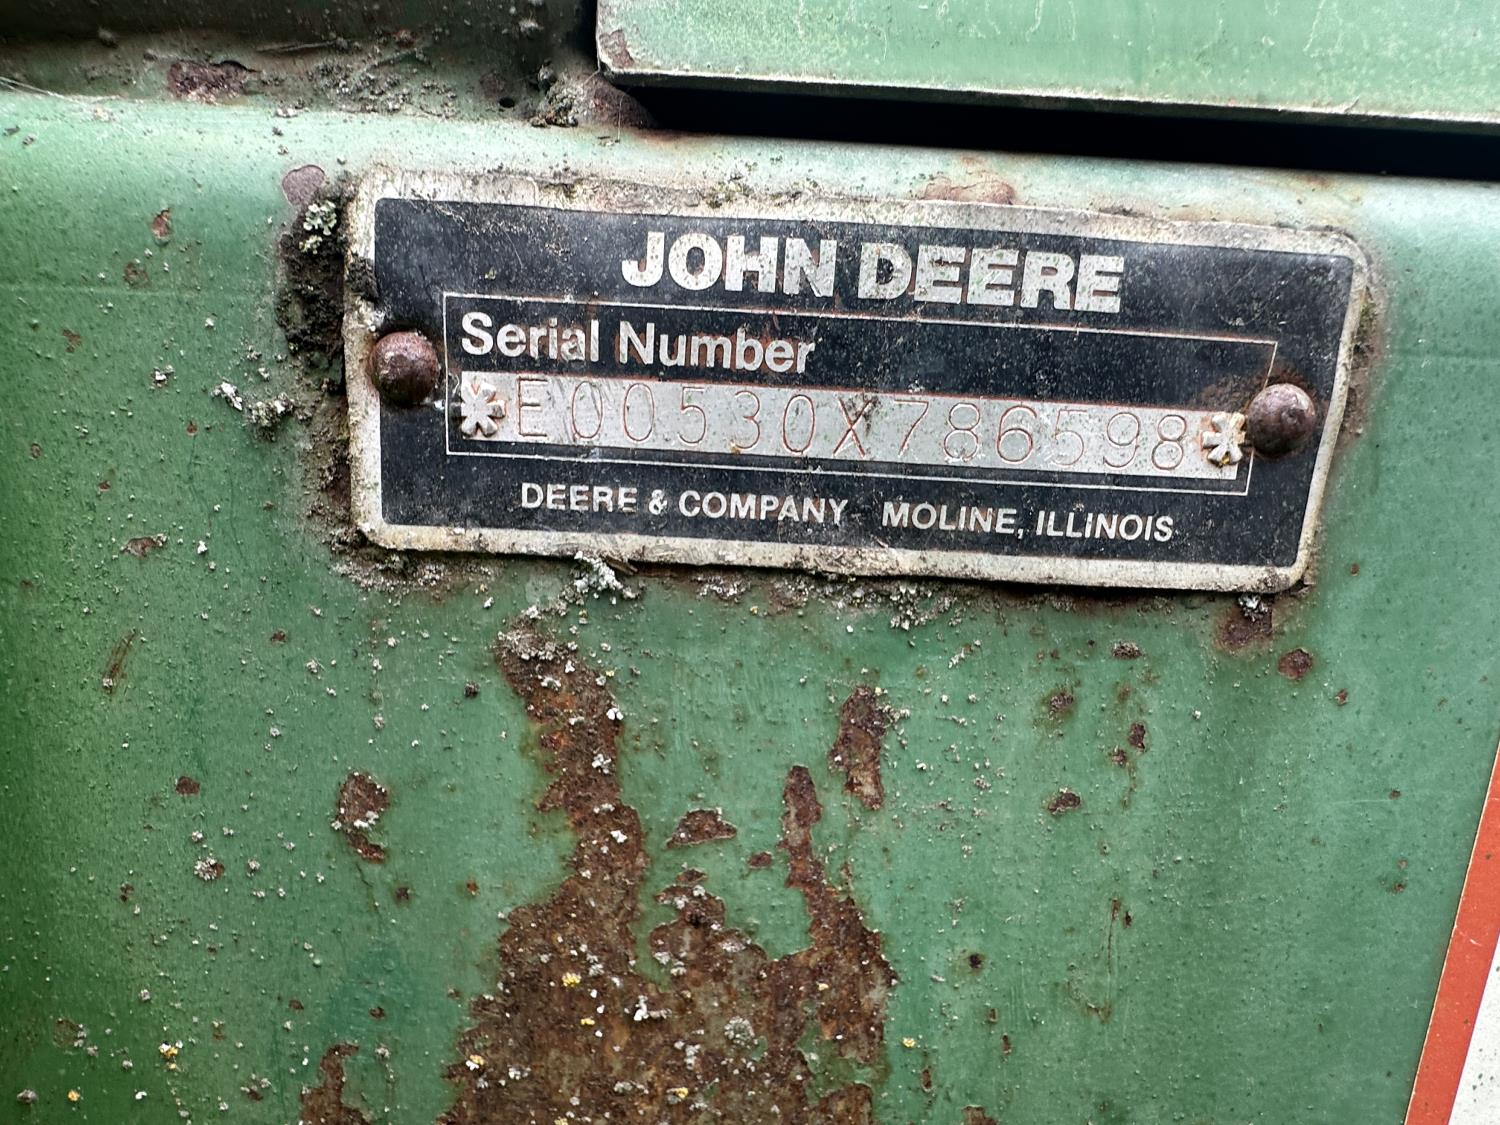 JOHN DEERE
Serial Number
*E00530X786598*
DEERE & COMPANY MOLINE, ILLINOIS